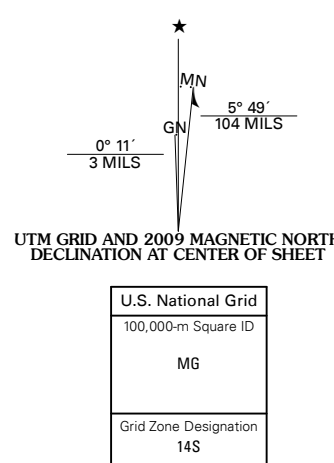 ★
MN
GN
5° 49´
104 MILS
0° 11´
3 MILS
UTM GRID AND 2009 MAGNETIC NORTH
DECLINATION AT CENTER OF SHEET
U.S. National Grid
100,000-m Square ID
MG
Grid Zone Designation
14S